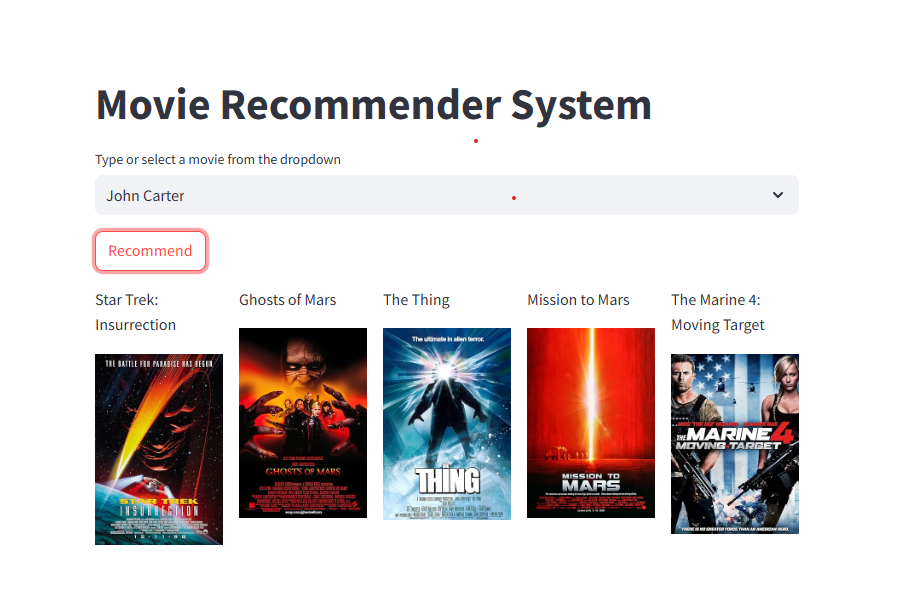 Movie Recommender System
Type or select a movie from the dropdown
John Carter
Recommend
Star Trek:
Insurrection
Ghosts of Mars
The Thing
Mission to Mars
The Marine 4:
Moving Target
THE BATTLE FOR PARADISE HAS BEGUN
STAR TREK
INSURRECTION
12-11-98
GHOSTS OF MARS
The ultimate in alien terror.
THE
THING
MISSION TO
MARS
THE MARINE 4
MOVING TARGET
THERE IS NO GREATER FORCE THAN AN AMERICAN HERO.